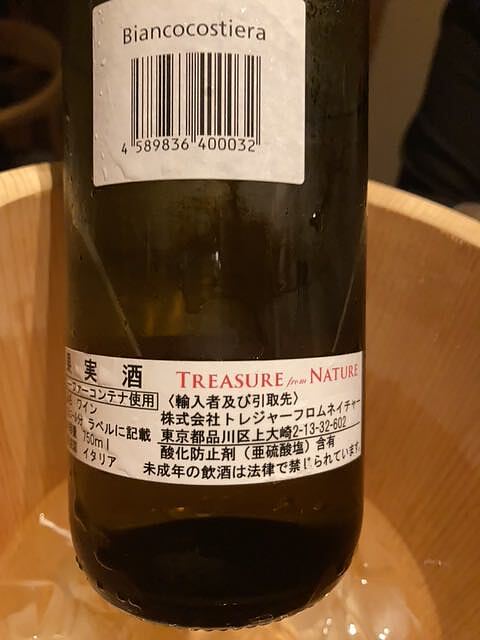 Biancocostiera
4 589836 400032
果実酒
TREASURE from NATURE
ーファーコンテナ使用
〈輸入者及び引取先〉
ワイン
株式会社トレジャーフロムネイチャー
ラベルに記載
東京都品川区上大崎2-13-32-602
750ml
酸化防止剤（亜硫酸塩）含有
イタリア
未成年の飲酒は法律で禁じられています